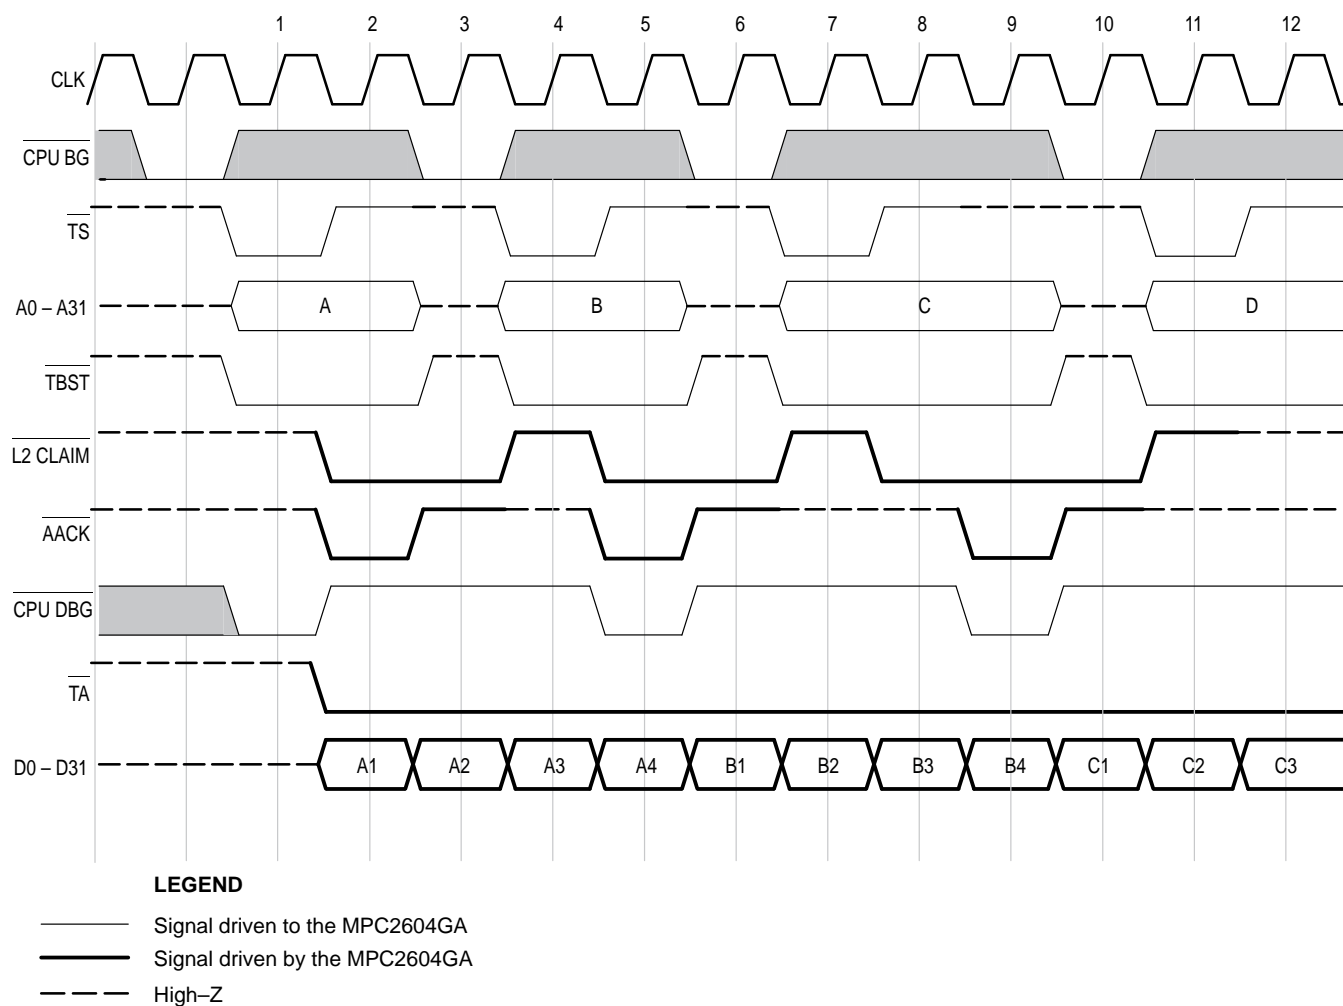 1 2 3 4 5 6 7 8 9 10 11 12
CLK
CPU BG
TS
A0 – A31 A B C D
TBST
L2 CLAIM
AACK
CPU DBG
TA
D0 – D31 A1 A2 A3 A4 B1 B2 B3 B4 C1 C2 C3
LEGEND
Signal driven to the MPC2604GA
Signal driven by the MPC2604GA
High–Z